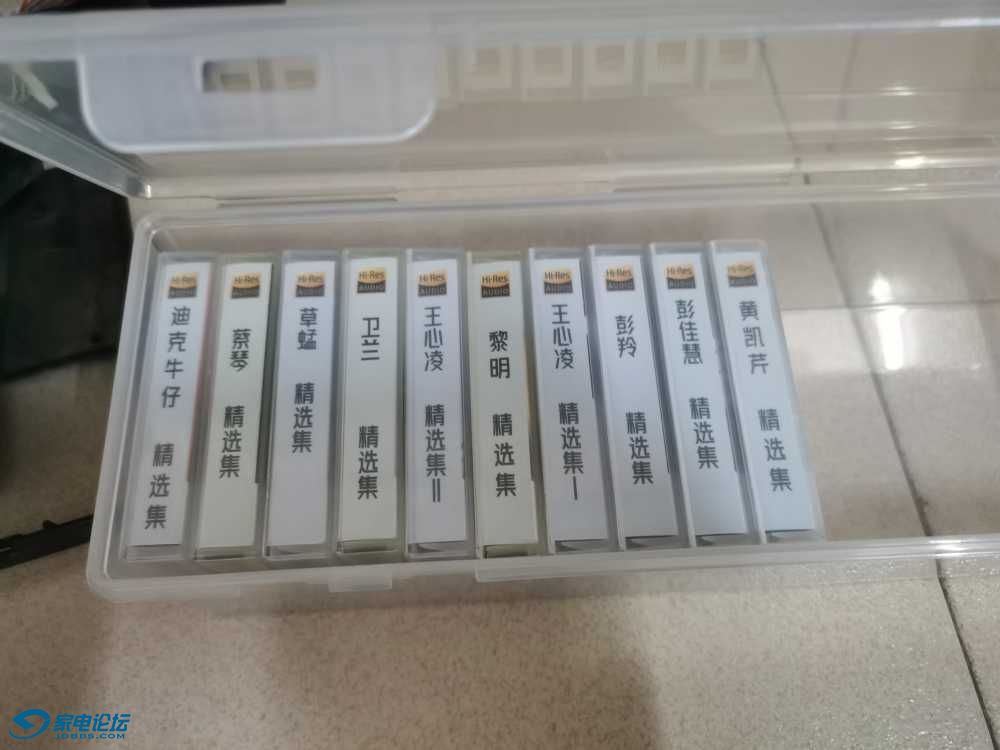 Hi-Res AUDIO
迪克牛仔 精选集
Hi-Res AUDIO
蔡琴 精选集
Hi-Res AUDIO
草蜢 精选集
Hi-Res AUDIO
卫兰 精选集
Hi-Res AUDIO
王心凌 精选集II
Hi-Res AUDIO
黎明 精选集
Hi-Res AUDIO
王心凌 精选集I
Hi-Res AUDIO
彭羚 精选集
Hi-Res AUDIO
彭佳慧 精选集
Hi-Res AUDIO
黄凯芹 精选集
家电论坛
JDBBS.COM